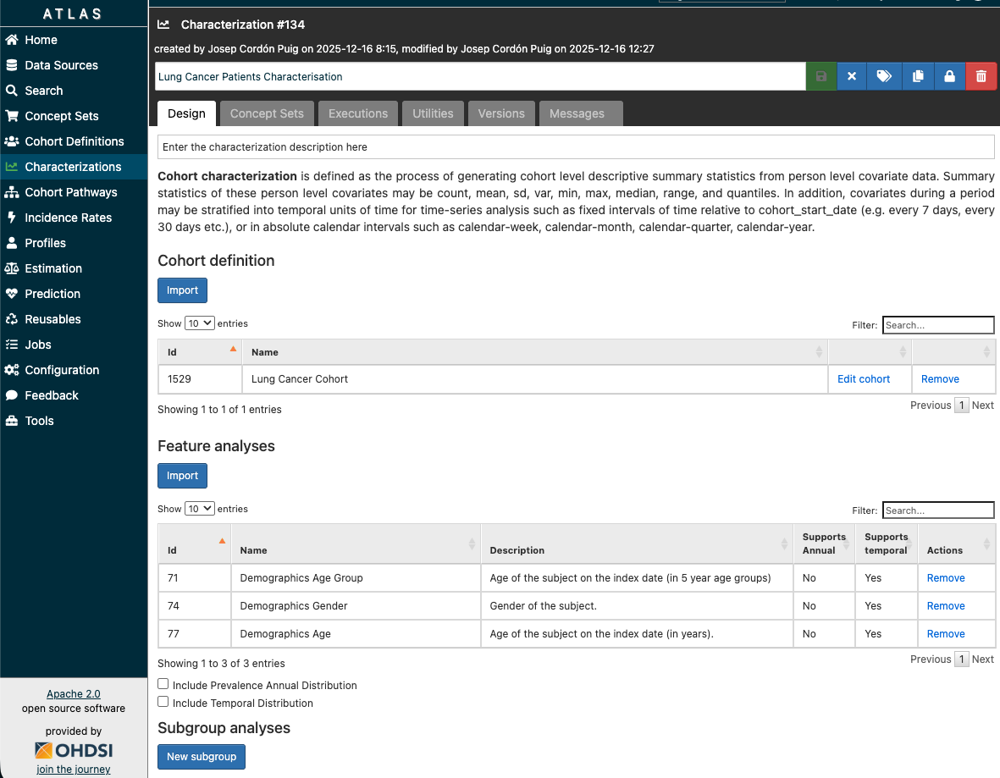 ATLAS
Home
Data Sources
Search
Concept Sets
Cohort Definitions
Characterizations
Cohort Pathways
Incidence Rates
Profiles
Estimation
Prediction
Reusables
Jobs
Configuration
Feedback
Tools
Apache 2.0
open source software
provided by
OHDSI
join the journey
Characterization #134
created by Josep Cordón Puig on 2025-12-16 8:15, modified by Josep Cordón Puig on 2025-12-16 12:27
Lung Cancer Patients Characterisation
Design Concept Sets Executions Utilities Versions Messages
Enter the characterization description here
Cohort characterization is defined as the process of generating cohort level descriptive summary statistics from person level covariate data. Summary
statistics of these person level covariates may be count, mean, sd, var, min, max, median, range, and quantiles. In addition, covariates during a period
may be stratified into temporal units of time for time-series analysis such as fixed intervals of time relative to cohort_start_date (e.g. every 7 days, every
30 days etc.), or in absolute calendar intervals such as calendar-week, calendar-month, calendar-quarter, calendar-year.
Cohort definition
Import
Show 10 entries Filter: Search...
Id Name
1529 Lung Cancer Cohort Edit cohort Remove
Showing 1 to 1 of 1 entries Previous 1 Next
Feature analyses
Import
Show 10 entries Filter: Search...
Id Name Description Supports Annual Supports temporal Actions
71 Demographics Age Group Age of the subject on the index date (in 5 year age groups) No Yes Remove
74 Demographics Gender Gender of the subject. No Yes Remove
77 Demographics Age Age of the subject on the index date (in years). No Yes Remove
Showing 1 to 3 of 3 entries Previous 1 Next
Include Prevalence Annual Distribution
Include Temporal Distribution
Subgroup analyses
New subgroup